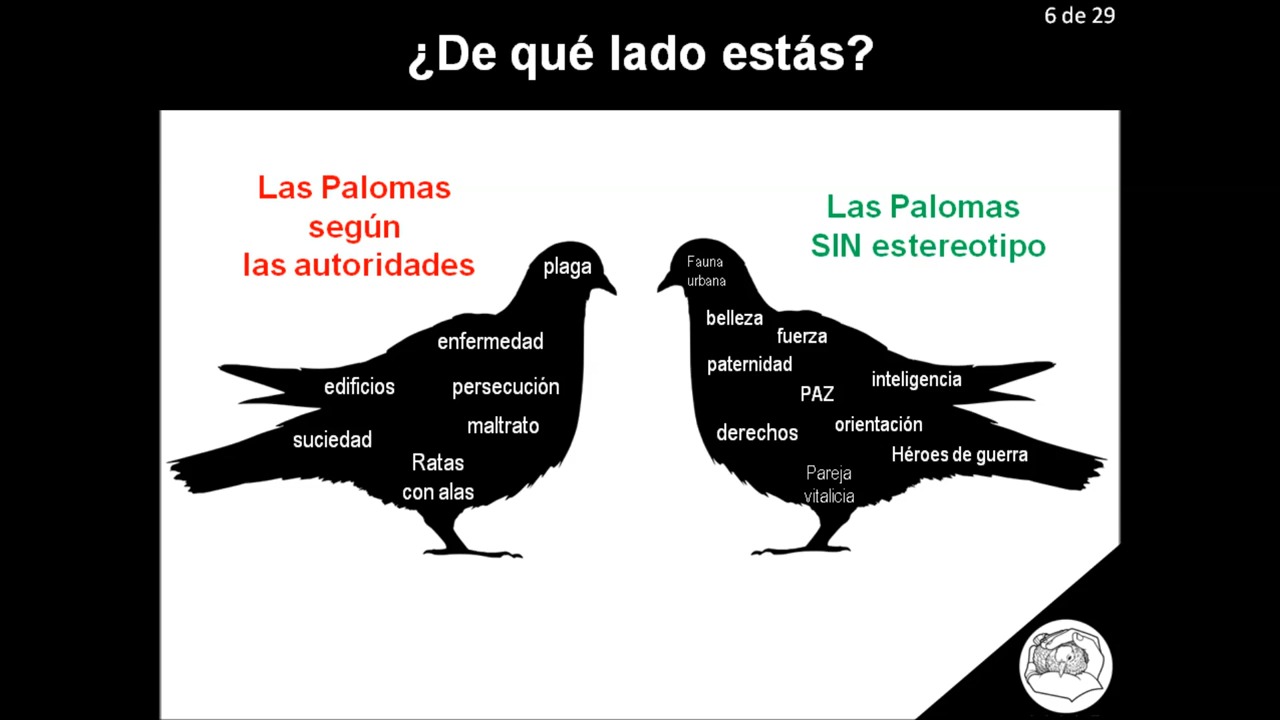 6 de 29
¿De qué lado estás?
Las Palomas
según
las autoridades
plaga
enfermedad
edificios
persecución
maltrato
suciedad
Ratas
con alas
Las Palomas
SIN estereotipo
Fauna
urbana
belleza
fuerza
paternidad
inteligencia
PAZ
orientación
derechos
Héroes de guerra
Pareja
vitalicia